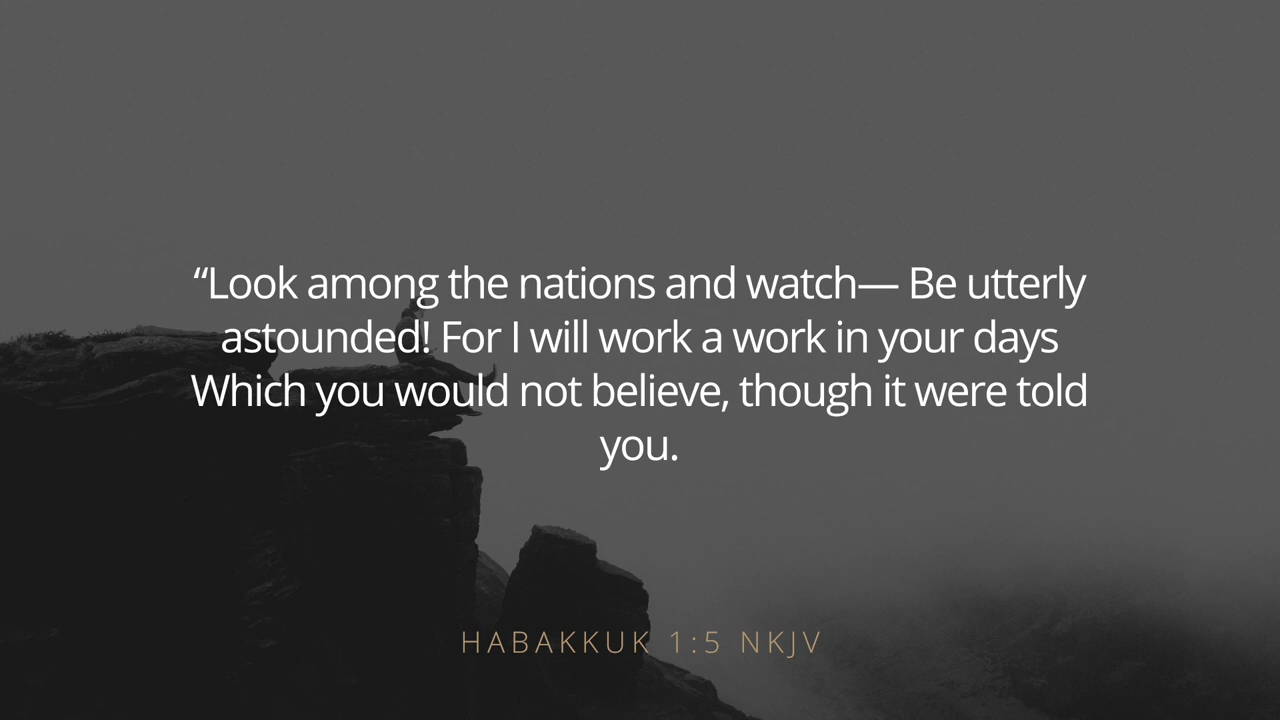 “Look among the nations and watch— Be utterly
astounded! For I will work a work in your days
Which you would not believe, though it were told
you.
HABAKKUK 1:5 NKJV